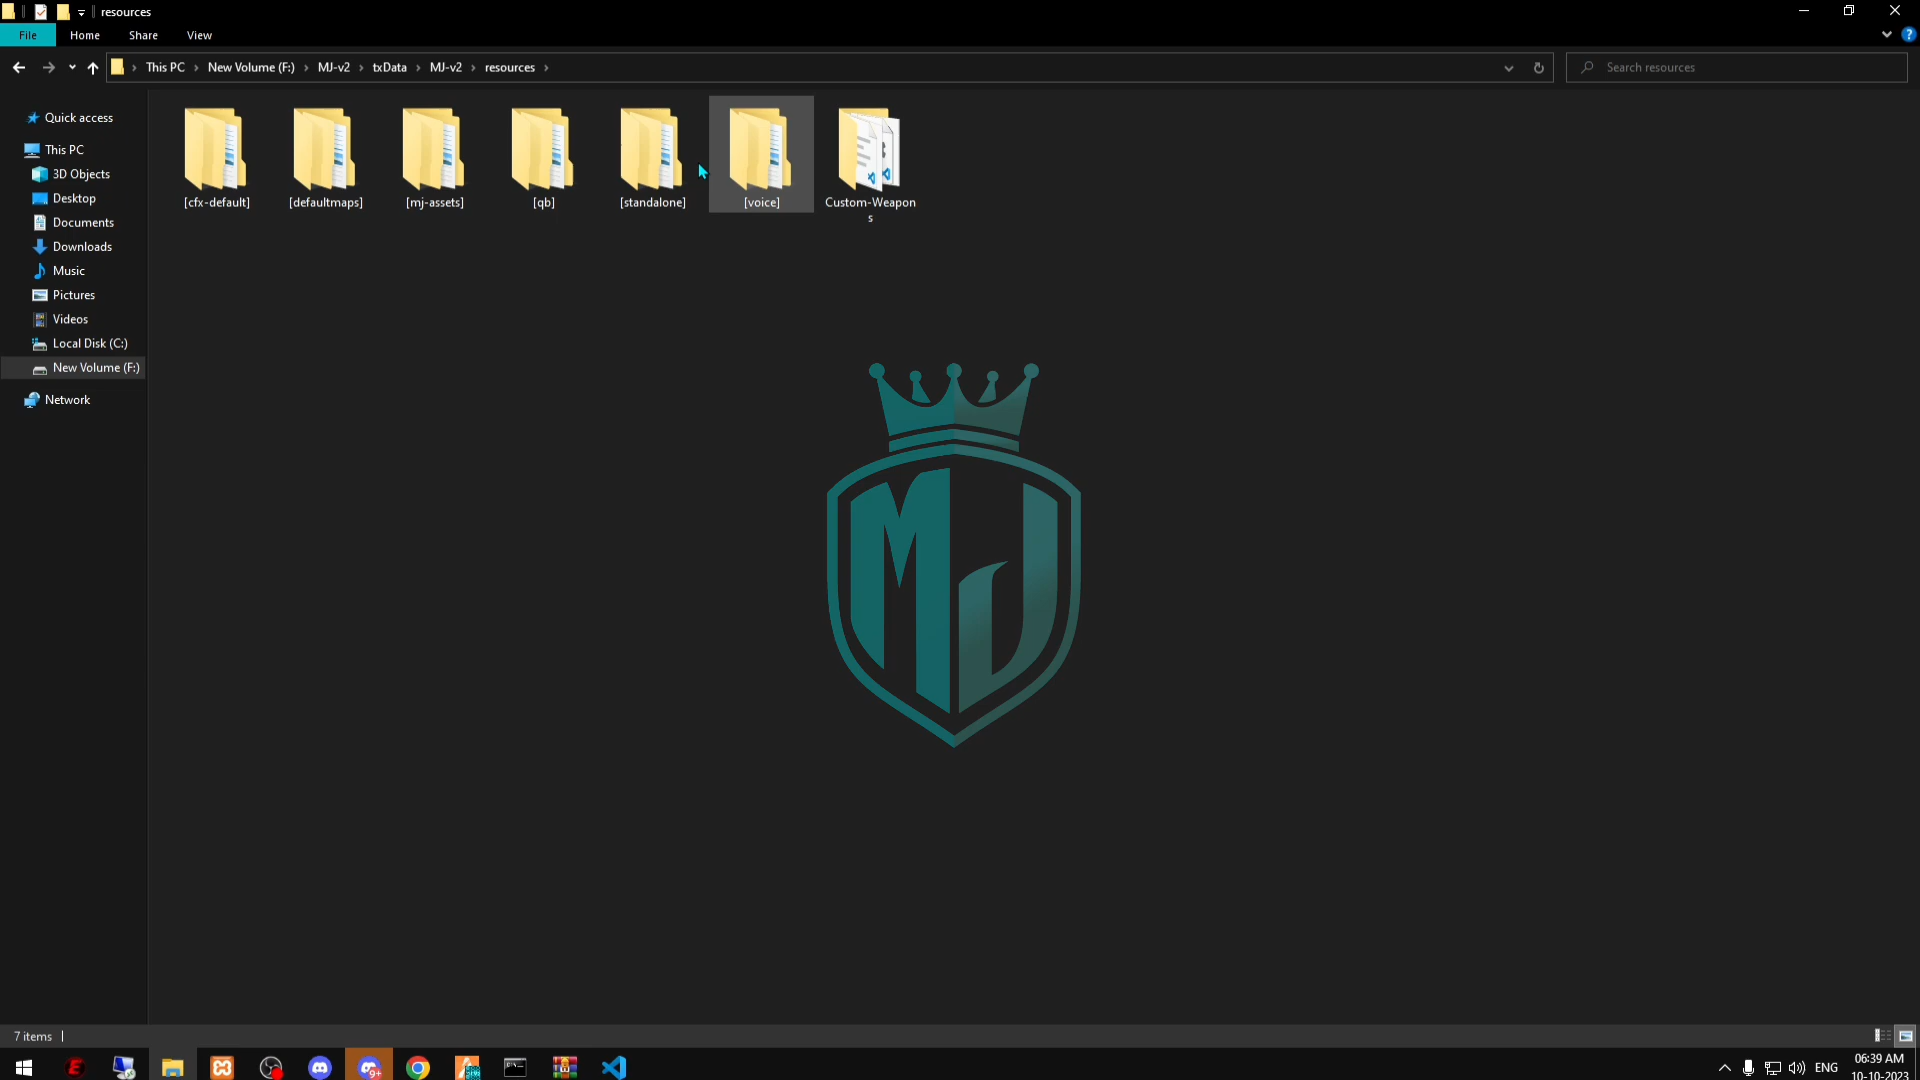 resources
File
Home
Share
View
This PC
New Volume (F:)
MJ-v2
txData
MJ-v2
resources
Search resources
Quick access
This PC
3D Objects
Desktop
Documents
Downloads
Music
Pictures
Videos
Local Disk (C:)
New Volume (F:)
Network
[cfx-default]
[defaultmaps]
[mj-assets]
[qb]
[standalone]
[voice]
Custom-Weapon
s
MJ
7 items
9+
ENG
06:39 AM
10-10-2023